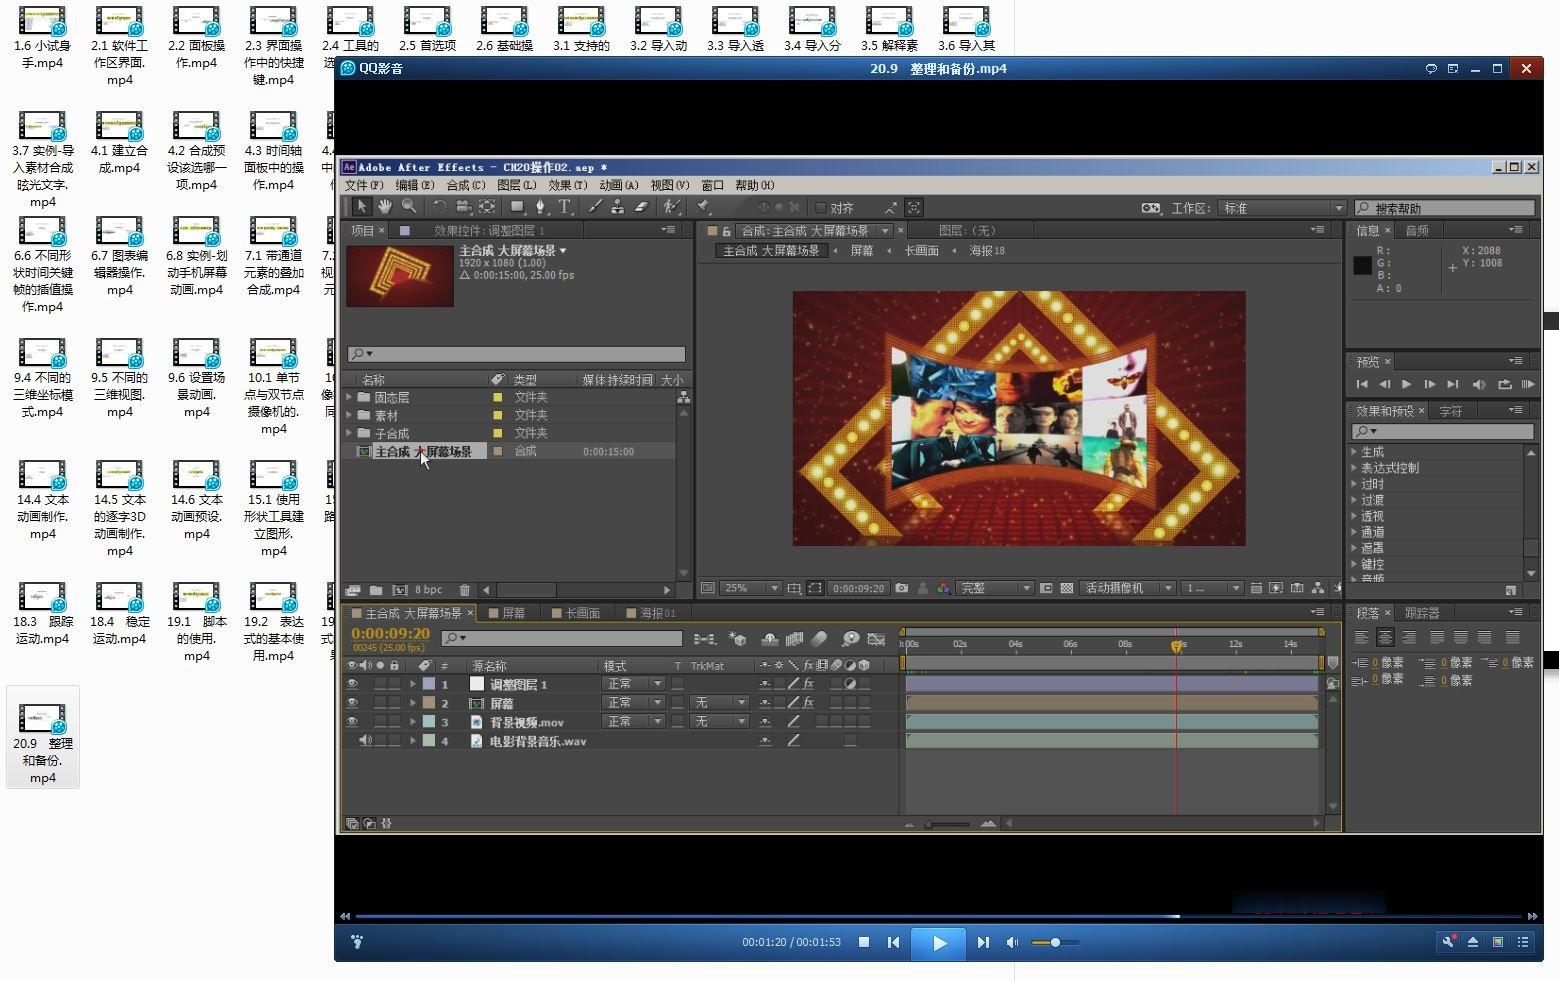 1.6 小试身
手.mp4
2.1 软件工
作区界面.
mp4
2.2 面板操
作.mp4
2.3 界面操
作中的快捷
键.mp4
2.4 工具的
2.5 首选项
2.6 基础操
3.1 支持的
3.2 导入动
3.3 导入透
3.4 导入分
3.5 解释素
3.6 导入其
3.7 实例-导
入素材合成
眩光文字.
mp4
4.1 建立合
成.mp4
4.2 合成预
设该选哪一
项.mp4
4.3 时间轴
面板中的操
作.mp4
6.6 不同形
状时间关键
帧的插值操
作.mp4
6.7 图表编
辑器操作.
mp4
6.8 实例-划
动手机屏幕
动画.mp4
7.1 带通道
元素的叠加
合成.mp4
9.4 不同的
三维坐标模
式.mp4
9.5 不同的
三维视图.
mp4
9.6 设置场
景动画.
mp4
10.1 单节
点与双节点
摄像机的.
mp4
14.4 文本
动画制作.
mp4
14.5 文本
的逐字3D
动画制作.
mp4
14.6 文本
动画预设.
mp4
15.1 使用
形状工具建
立图形.
mp4
18.3 跟踪
运动.mp4
18.4 稳定
运动.mp4
19.1 脚本
的使用.
mp4
19.2 表达
式的基本使
用.mp4
20.9 整理
和备份.
mp4
QQ影音
20.9 整理和备份.mp4
Adobe After Effects - CH20操作02.aep *
文件(F) 编辑(E) 合成(C) 图层(L) 效果(T) 动画(A) 视图(V) 窗口 帮助(H)
对齐
工作区: 标准
搜索帮助
项目 ×
效果控件:调整图层 1
主合成 大屏幕场景
1920 x 1080 (1.00)
Δ 0:00:15:00, 25.00 fps
名称 类型 媒体持续时间 大小
固态层 文件夹
素材 文件夹
子合成 文件夹
主合成 大屏幕场景 合成 0:00:15:00
8 bpc
合成: 主合成 大屏幕场景
图层: (无)
主合成 大屏幕场景 屏幕 长画面 海报18
25%
0:00:09:20
完整
活动摄像机
1 ...
信息 × 音频
R:
G:
B:
A: 0
X: 2088
Y: 1008
预览 ×
效果和预设 × 字符
生成
表达式控制
过时
过渡
透视
通道
遮罩
键控
音频
段落 × 跟踪器
0 像素 0 像素 0 像素
0 像素 0 像素
主合成 大屏幕场景 × 屏幕 长画面 海报01
0:00:09:20
00245 (25.00 fps)
:00s 02s 04s 06s 08s 12s 14s
# 源名称 模式 T TrkMat
fx
1 调整图层 1 正常
fx
2 屏幕 正常 无
fx
3 背景视频.mov 正常 无
4 电影背景音乐.wav
00:01:20 / 00:01:53